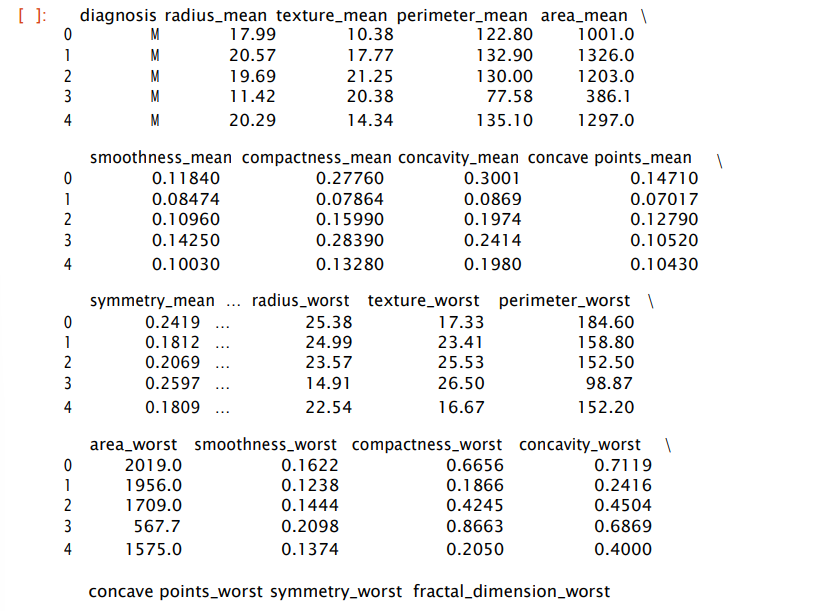 [ ]: diagnosis radius_mean texture_mean perimeter_mean area_mean \
0 M 17.99 10.38 122.80 1001.0
1 M 20.57 17.77 132.90 1326.0
2 M 19.69 21.25 130.00 1203.0
3 M 11.42 20.38 77.58 386.1
4 M 20.29 14.34 135.10 1297.0
smoothness_mean compactness_mean concavity_mean concave points_mean \
0 0.11840 0.27760 0.3001 0.14710
1 0.08474 0.07864 0.0869 0.07017
2 0.10960 0.15990 0.1974 0.12790
3 0.14250 0.28390 0.2414 0.10520
4 0.10030 0.13280 0.1980 0.10430
symmetry_mean ... radius_worst texture_worst perimeter_worst \
0 0.2419 ... 25.38 17.33 184.60
1 0.1812 ... 24.99 23.41 158.80
2 0.2069 ... 23.57 25.53 152.50
3 0.2597 ... 14.91 26.50 98.87
4 0.1809 ... 22.54 16.67 152.20
area_worst smoothness_worst compactness_worst concavity_worst \
0 2019.0 0.1622 0.6656 0.7119
1 1956.0 0.1238 0.1866 0.2416
2 1709.0 0.1444 0.4245 0.4504
3 567.7 0.2098 0.8663 0.6869
4 1575.0 0.1374 0.2050 0.4000
concave points_worst symmetry_worst fractal_dimension_worst